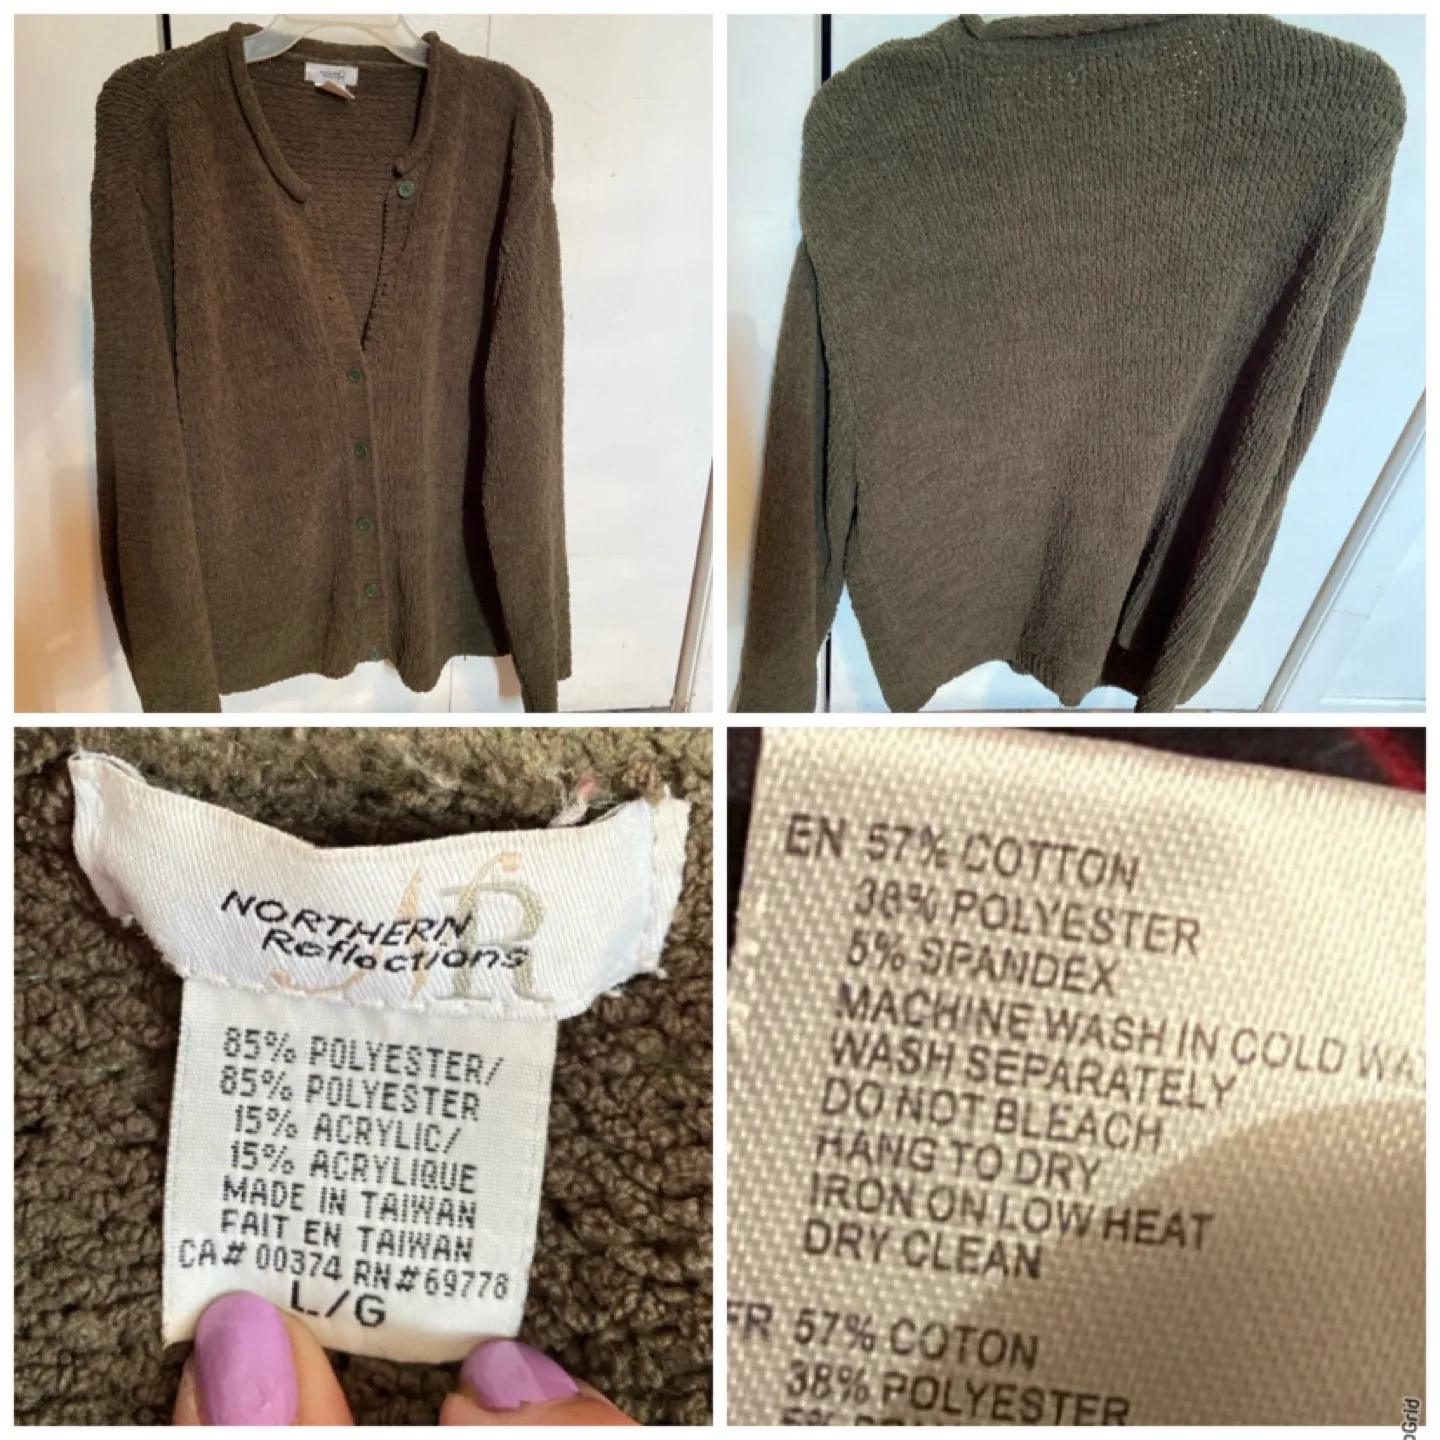 NORTHERN
Reflections
85% POLYESTER/
85% POLYESTER
15% ACRYLIC/
15% ACRYLIQUE
MADE IN TAIWAN
FAIT EN TAIWAN
CA# 00374 RN#69778
L/G
EN 57% COTTON
38% POLYESTER
5% SPANDEX
MACHINE WASH IN COLD WA
WASH SEPARATELY
DO NOT BLEACH
HANG TO DRY
IRON ON LOW HEAT
DRY CLEAN
FR 57% COTON
38% POLYESTER
Grid